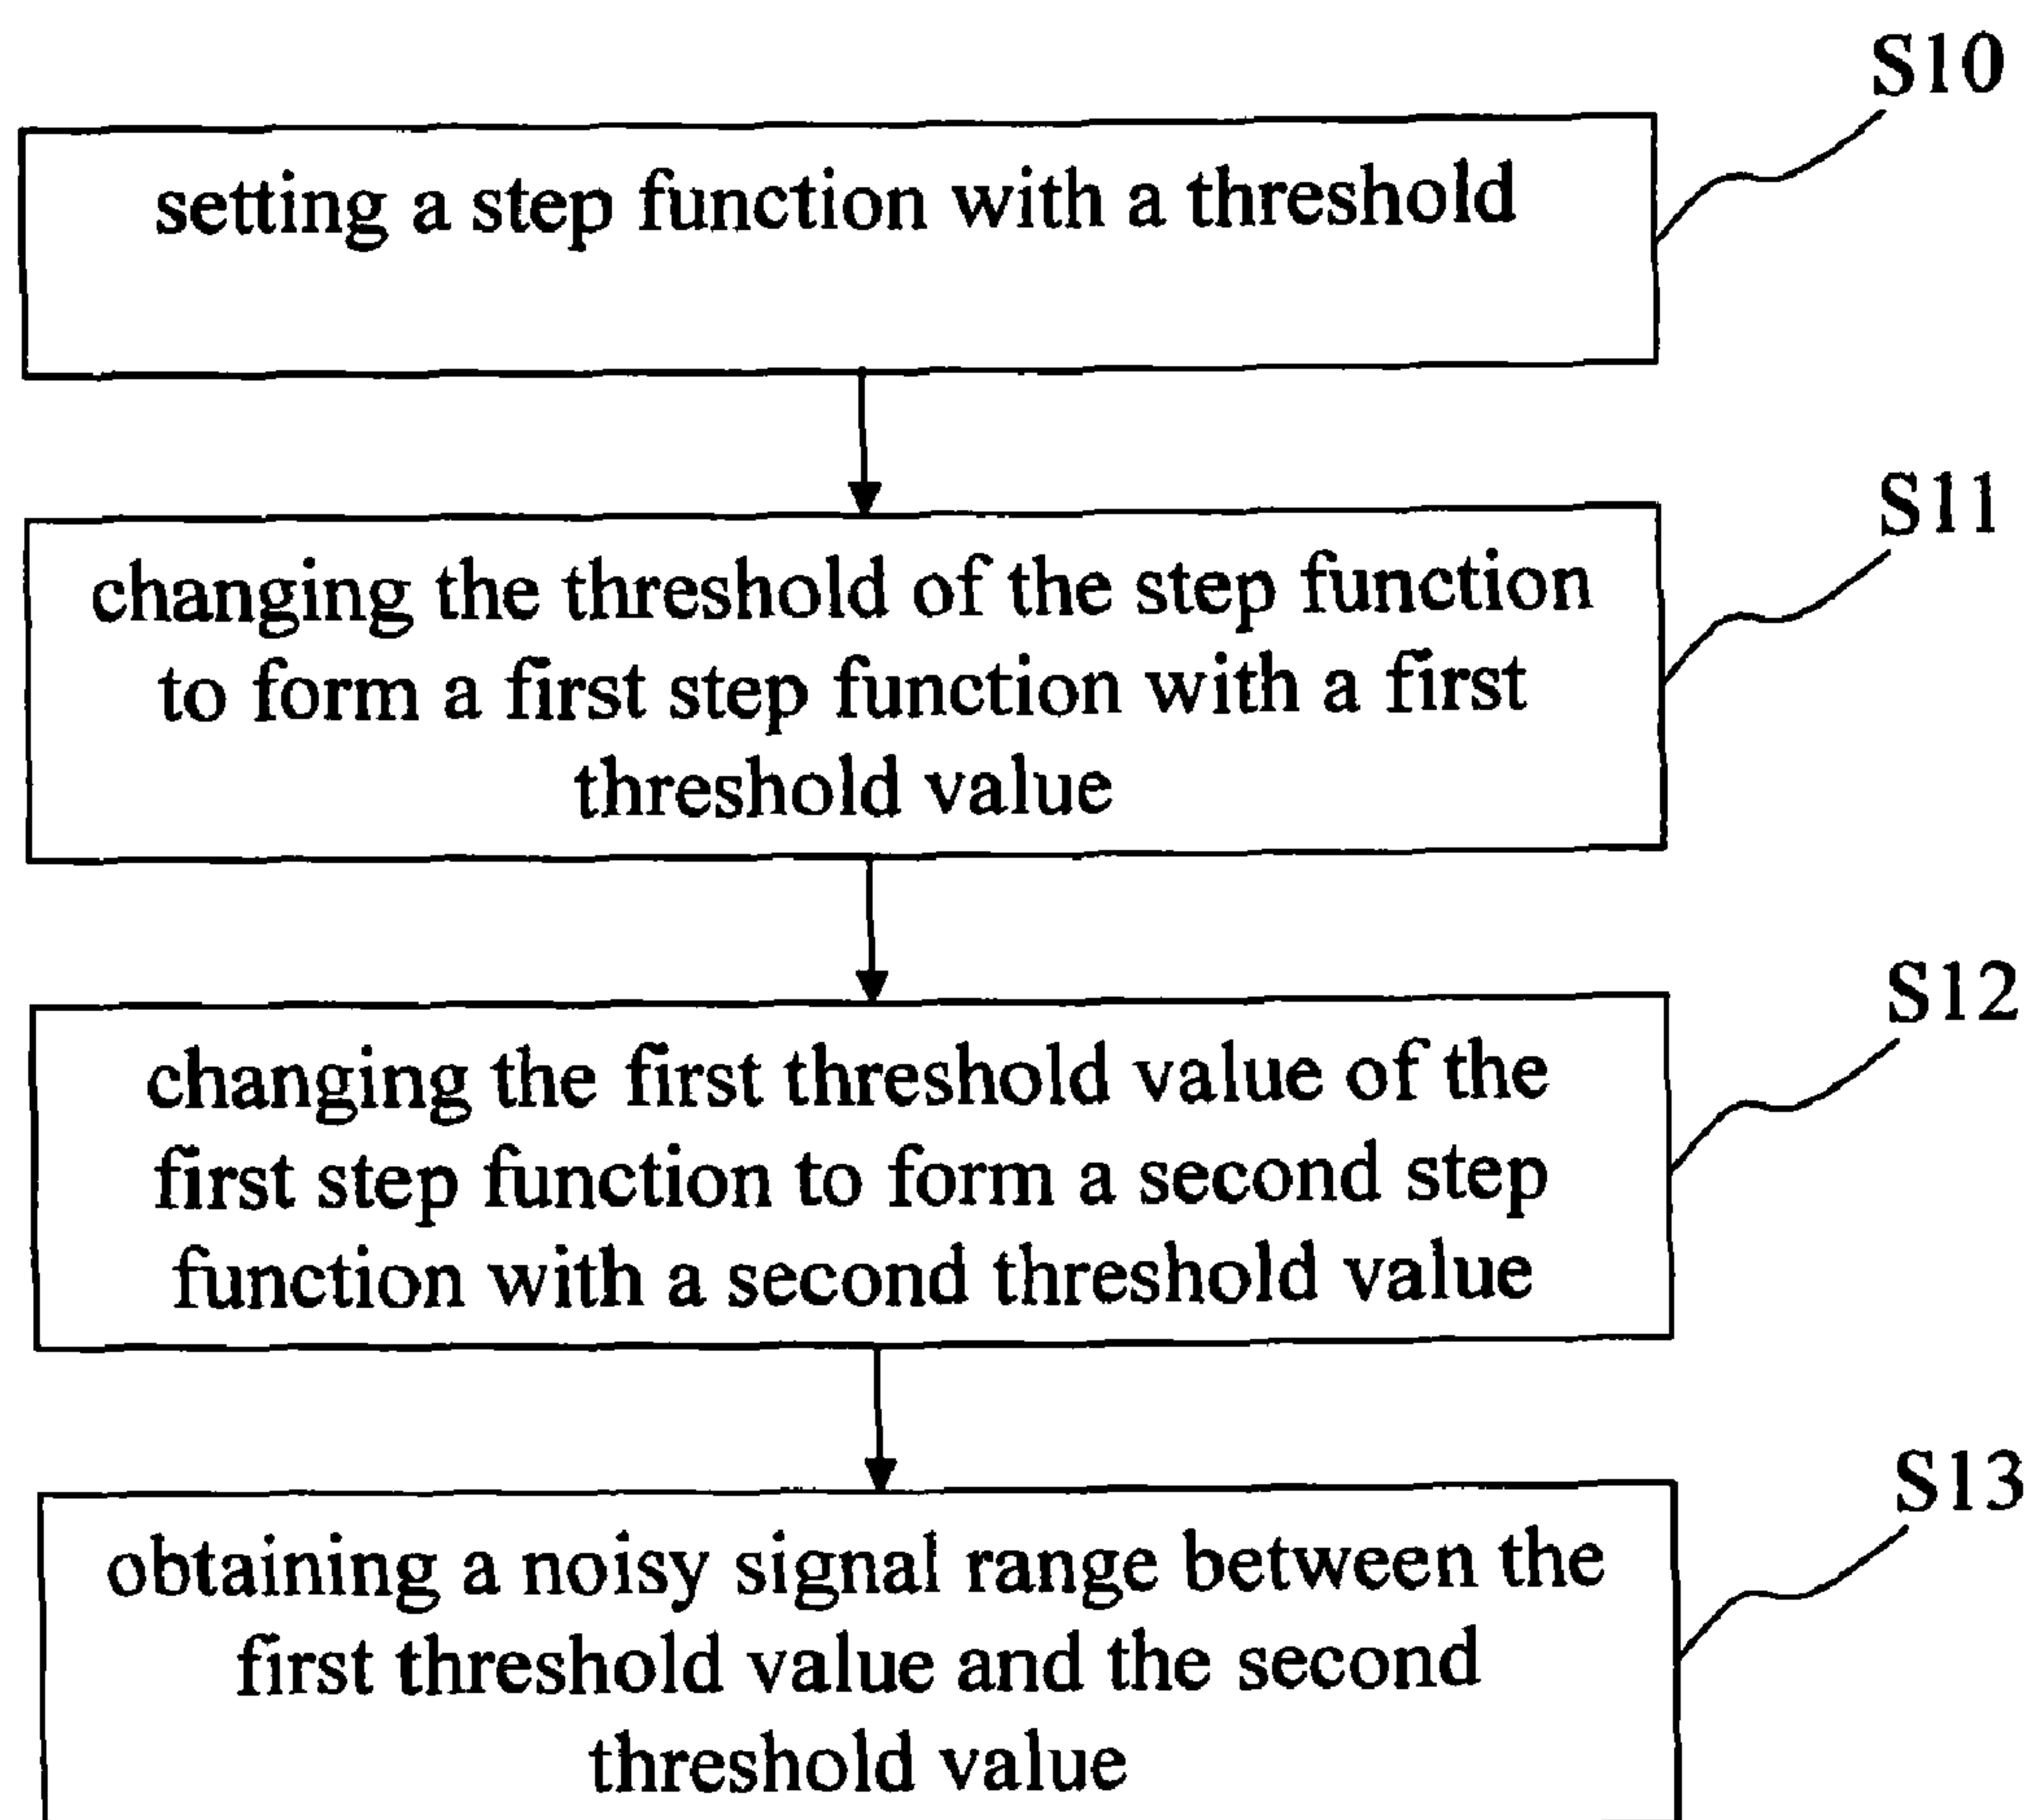 S10
setting a step function with a threshold
S11
changing the threshold of the step function
to form a first step function with a first
threshold value
S12
changing the first threshold value of the
first step function to form a second step
function with a second threshold value
S13
obtaining a noisy signal range between the
first threshold value and the second
threshold value